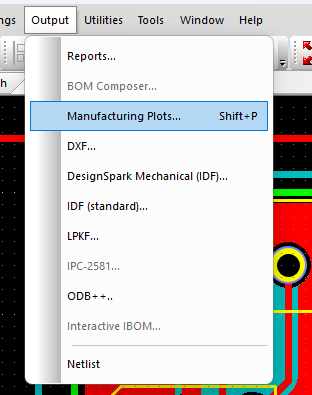 ngs Output Utilities Tools Window Help
h
Reports...
BOM Composer...
Manufacturing Plots... Shift+P
DXF...
DesignSpark Mechanical (IDF)...
IDF (standard)...
LPKF...
IPC-2581...
ODB++..
Interactive IBOM...
Netlist